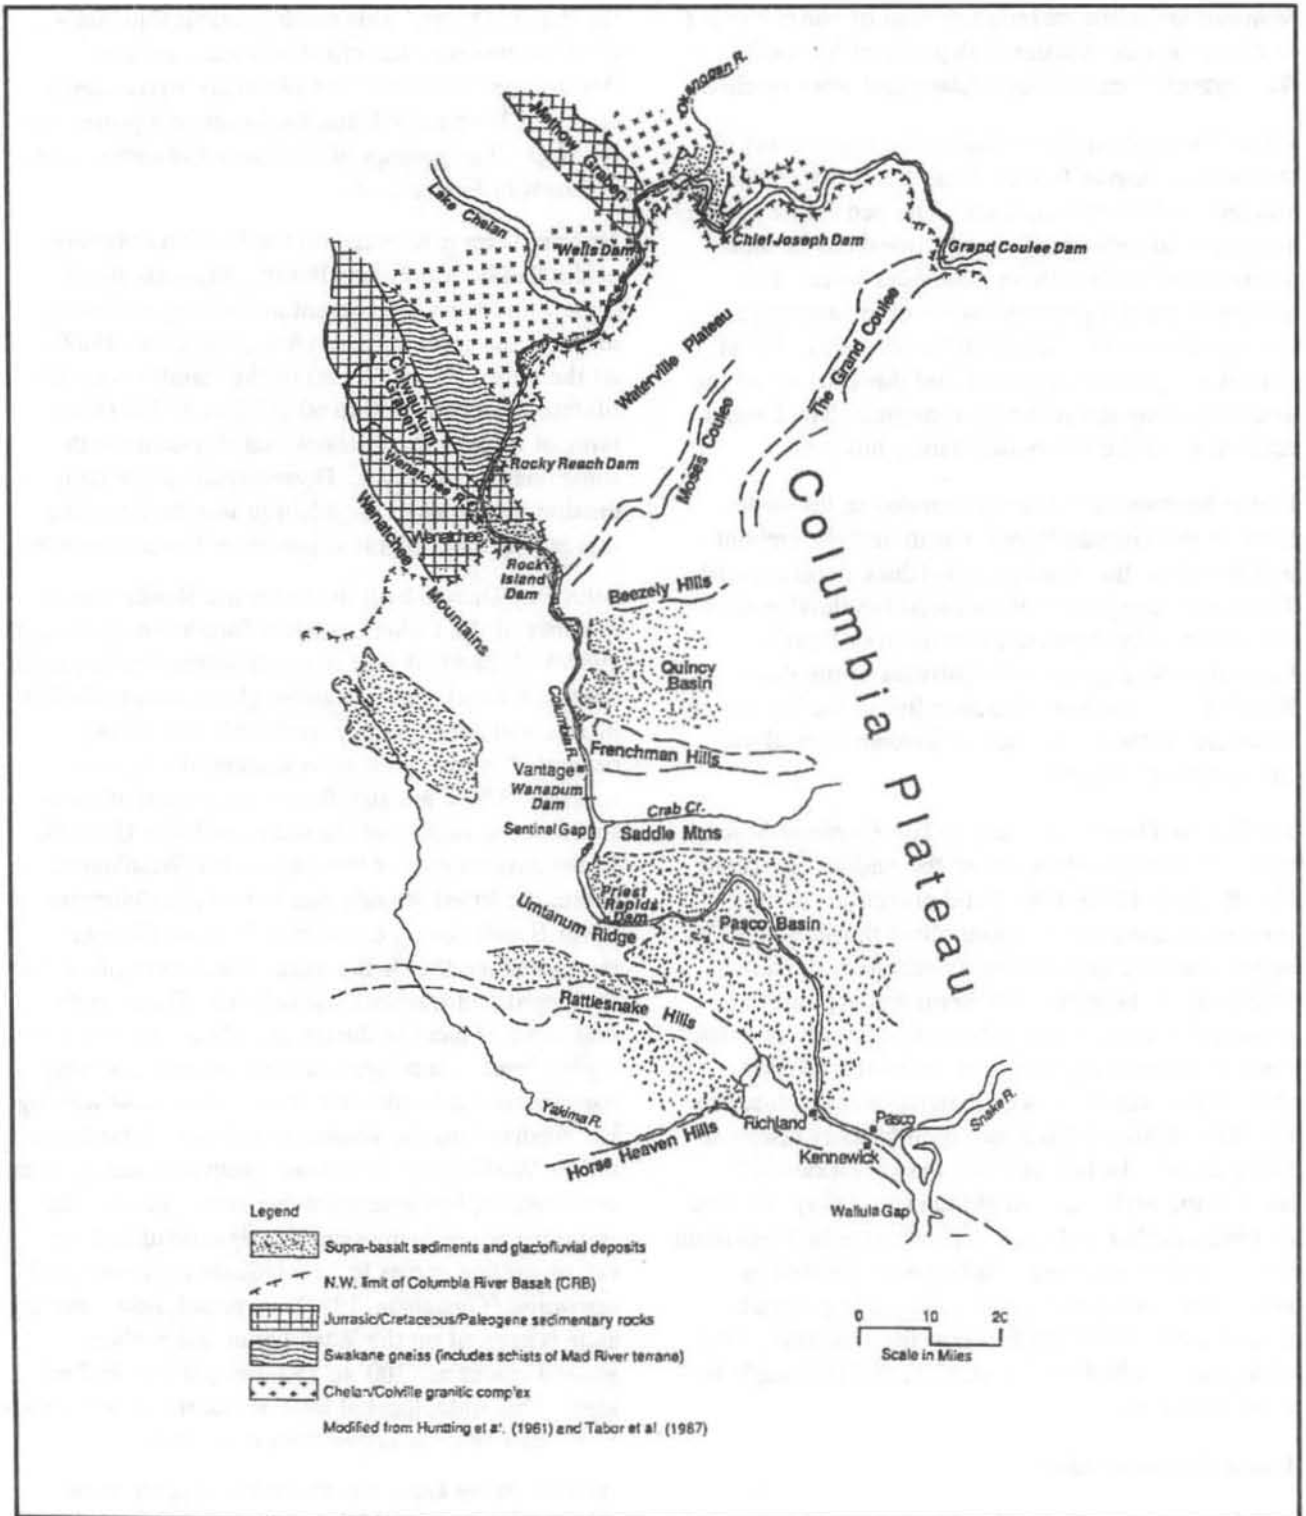 Okanogan R.
Methow Graben
Lake Chelan
Wells Dam
Chief Joseph Dam
Grand Coulee Dam
The Grand Coulee
Waterville Plateau
Moses Coulee
Chiwaukum
Graben
Wenatchee R.
Rocky Reach Dam
Wenatchee
Wenatchee
Mountains
Rock
Island
Dam
Beezely Hills
Columbia Plateau
Quincy
Basin
Columbia R.
Frenchman Hills
Vantage
Wanapum
Dam
Crab Cr.
Sentinal Gap
Saddle Mtns
Priest
Rapids
Dam
Umtanum Ridge
Pasco Basin
Rattlesnake Hills
Yakima R.
Horse Heaven Hills
Richland
Pasco
Kennewick
Snake R.
Wallula Gap
Legend
Supra-basalt sediments and glaciofluvial deposits
N.W. limit of Columbia River Basalt (CRB)
Jurrasic/Cretaceous/Paleogene sedimentary rocks
Swakane gneiss (includes schists of Mad River terrane)
Chelan/Colville granitic complex
Modified from Huntting et al. (1961) and Tabor et al. (1987)
0 10 20
Scale in Miles